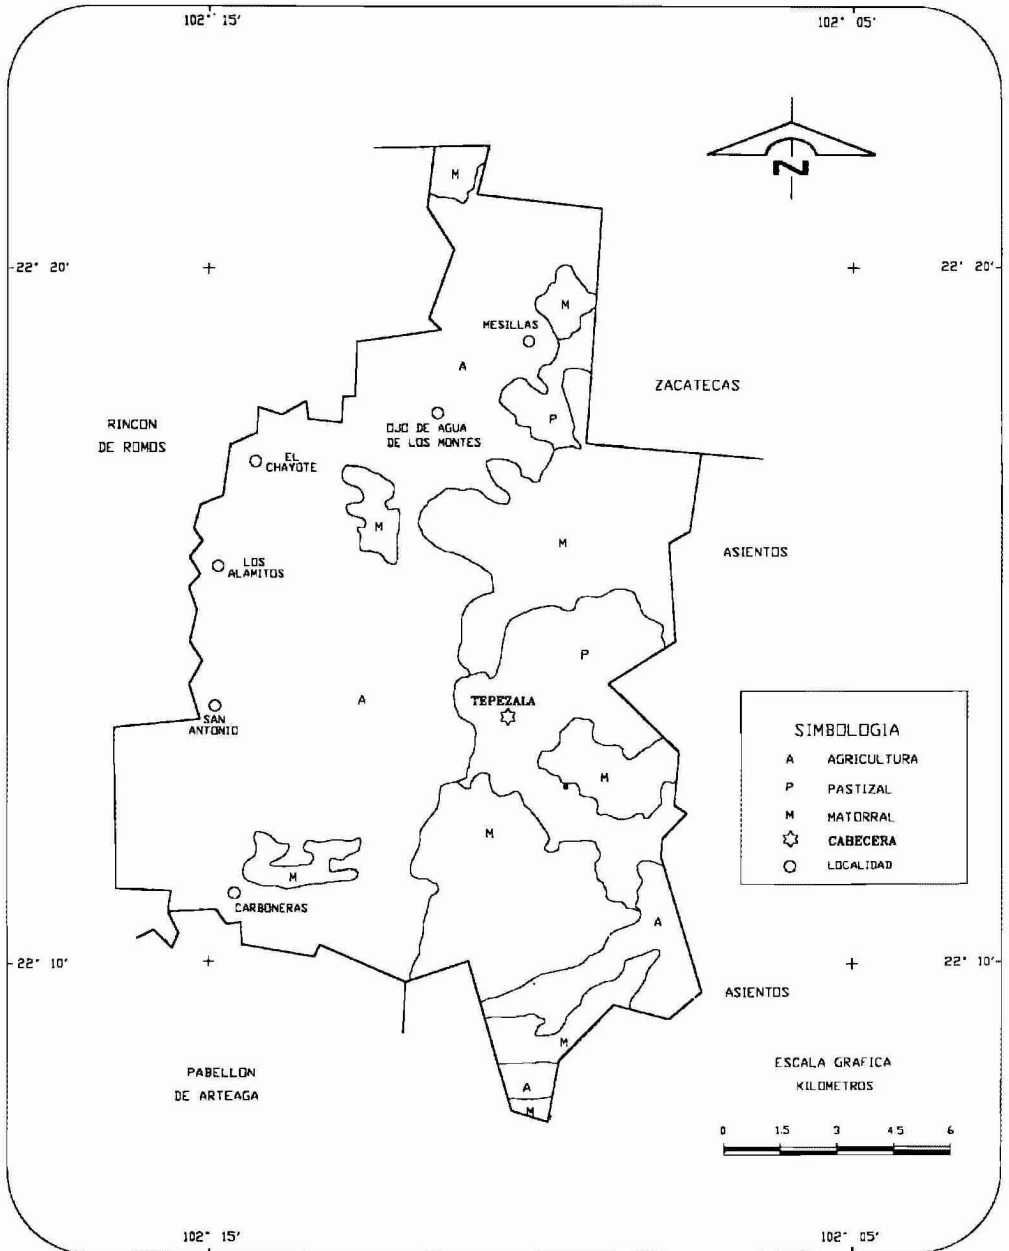 102° 15'
102° 05'
N
M
22° 20'
22° 20'
M
MESILLAS
A
ZACATECAS
P
RINCON
DE ROMOS
OJO DE AGUA
DE LOS MONTES
EL
CHAYOTE
M
M
ASIENTOS
LOS
ALAMITOS
P
A
TEPEZALA
SAN
ANTONIO
M
SIMBOLOGIA
A AGRICULTURA
P PASTIZAL
M MATORRAL
CABECERA
LOCALIDAD
M
M
CARBONERAS
A
22° 10'
22° 10'
ASIENTOS
M
PABELLON
DE ARTEAGA
A
M
ESCALA GRAFICA
KILOMETROS
0 1.5 3 4.5 6
102° 15'
102° 05'